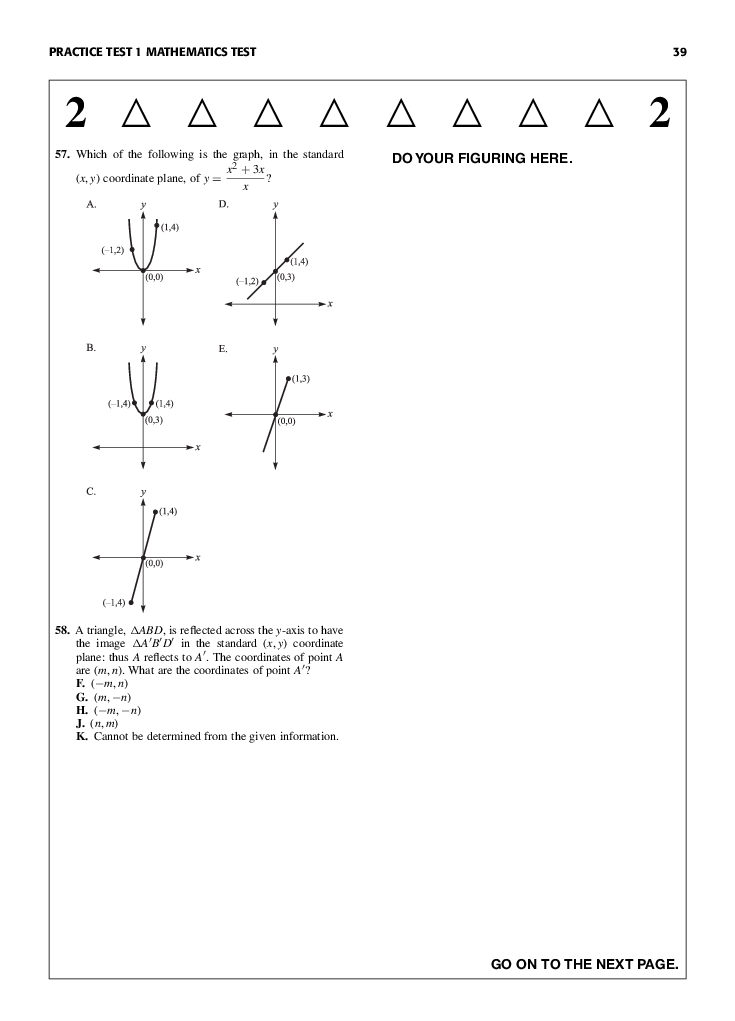 PRACTICE TEST 1 MATHEMATICS TEST 39
2 2
57. Which of the following is the graph, in the standard
(x, y) coordinate plane, of y = (x² + 3x)/x ?
A.
y
(1,4)
(–1,2)
x
(0,0)
D.
y
(1,4)
(–1,2)
(0,3)
x
B.
y
(–1,4) (1,4)
(0,3)
x
E.
y
(1,3)
x
(0,0)
C.
y
(1,4)
x
(0,0)
(–1,4)
58. A triangle, ΔABD, is reflected across the y-axis to have
the image ΔA′B′D′ in the standard (x, y) coordinate
plane: thus A reflects to A′. The coordinates of point A
are (m, n). What are the coordinates of point A′?
F. (−m, n)
G. (m, −n)
H. (−m, −n)
J. (n, m)
K. Cannot be determined from the given information.
DO YOUR FIGURING HERE.
GO ON TO THE NEXT PAGE.